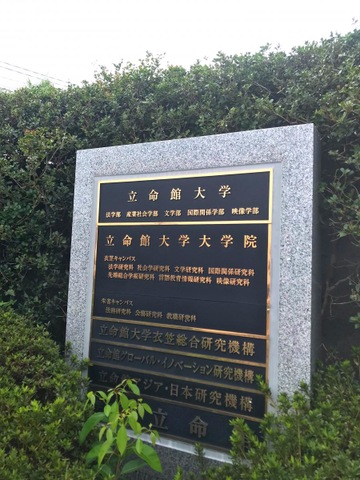 立命館大学
法学部 産業社会学部 文学部 国際関係学部 映像学部
立命館大学大学院
衣笠キャンパス
法学研究科 社会学研究科 文学研究科 国際関係研究科
先端総合学術研究科 言語教育情報研究科 映像研究科
朱雀キャンパス
法務研究科 公務研究科 教職研究科
立命館大学衣笠総合研究機構
立命館グローバル・イノベーション研究機構
アジア・日本研究機構
立命